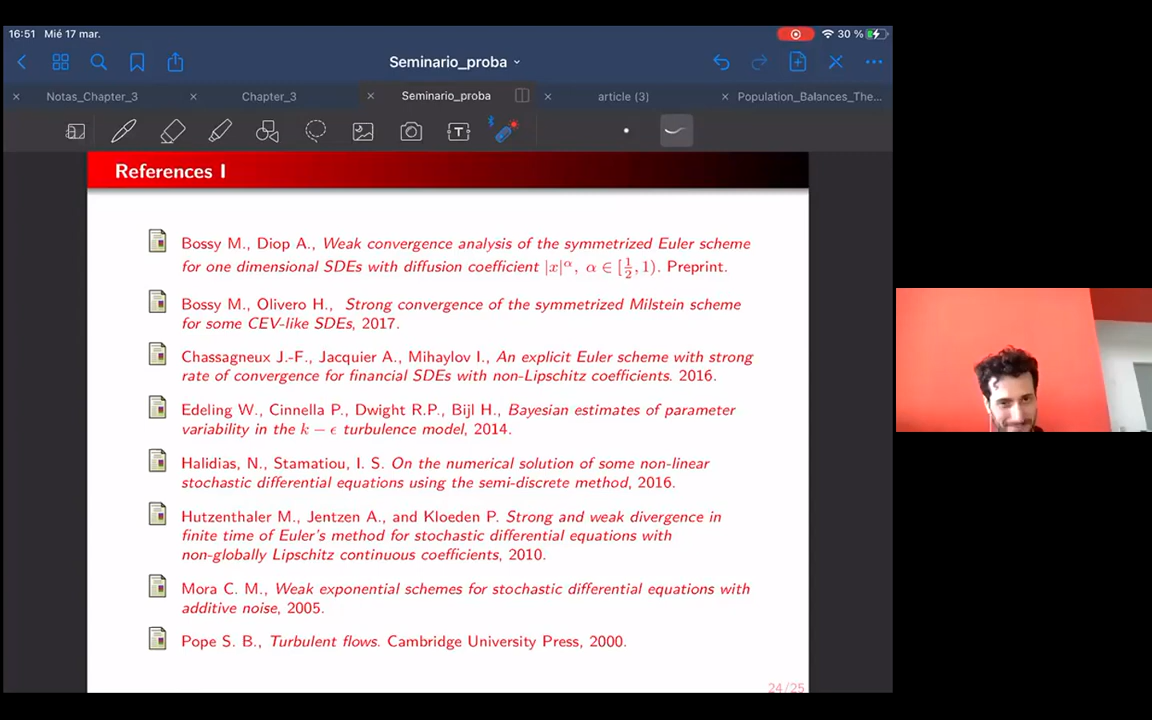 16:51 Mié 17 mar.
30 %
Seminario_proba
Notas_Chapter_3
Chapter_3
Seminario_proba
article (3)
Population_Balances_The...
T
References I
Bossy M., Diop A., Weak convergence analysis of the symmetrized Euler scheme
for one dimensional SDEs with diffusion coefficient |x|^α, α ∈ [1/2, 1). Preprint.
Bossy M., Olivero H., Strong convergence of the symmetrized Milstein scheme
for some CEV-like SDEs, 2017.
Chassagneux J.-F., Jacquier A., Mihaylov I., An explicit Euler scheme with strong
rate of convergence for financial SDEs with non-Lipschitz coefficients. 2016.
Edeling W., Cinnella P., Dwight R.P., Bijl H., Bayesian estimates of parameter
variability in the k − ϵ turbulence model, 2014.
Halidias, N., Stamatiou, I. S. On the numerical solution of some non-linear
stochastic differential equations using the semi-discrete method, 2016.
Hutzenthaler M., Jentzen A., and Kloeden P. Strong and weak divergence in
finite time of Euler's method for stochastic differential equations with
non-globally Lipschitz continuous coefficients, 2010.
Mora C. M., Weak exponential schemes for stochastic differential equations with
additive noise, 2005.
Pope S. B., Turbulent flows. Cambridge University Press, 2000.
24/25